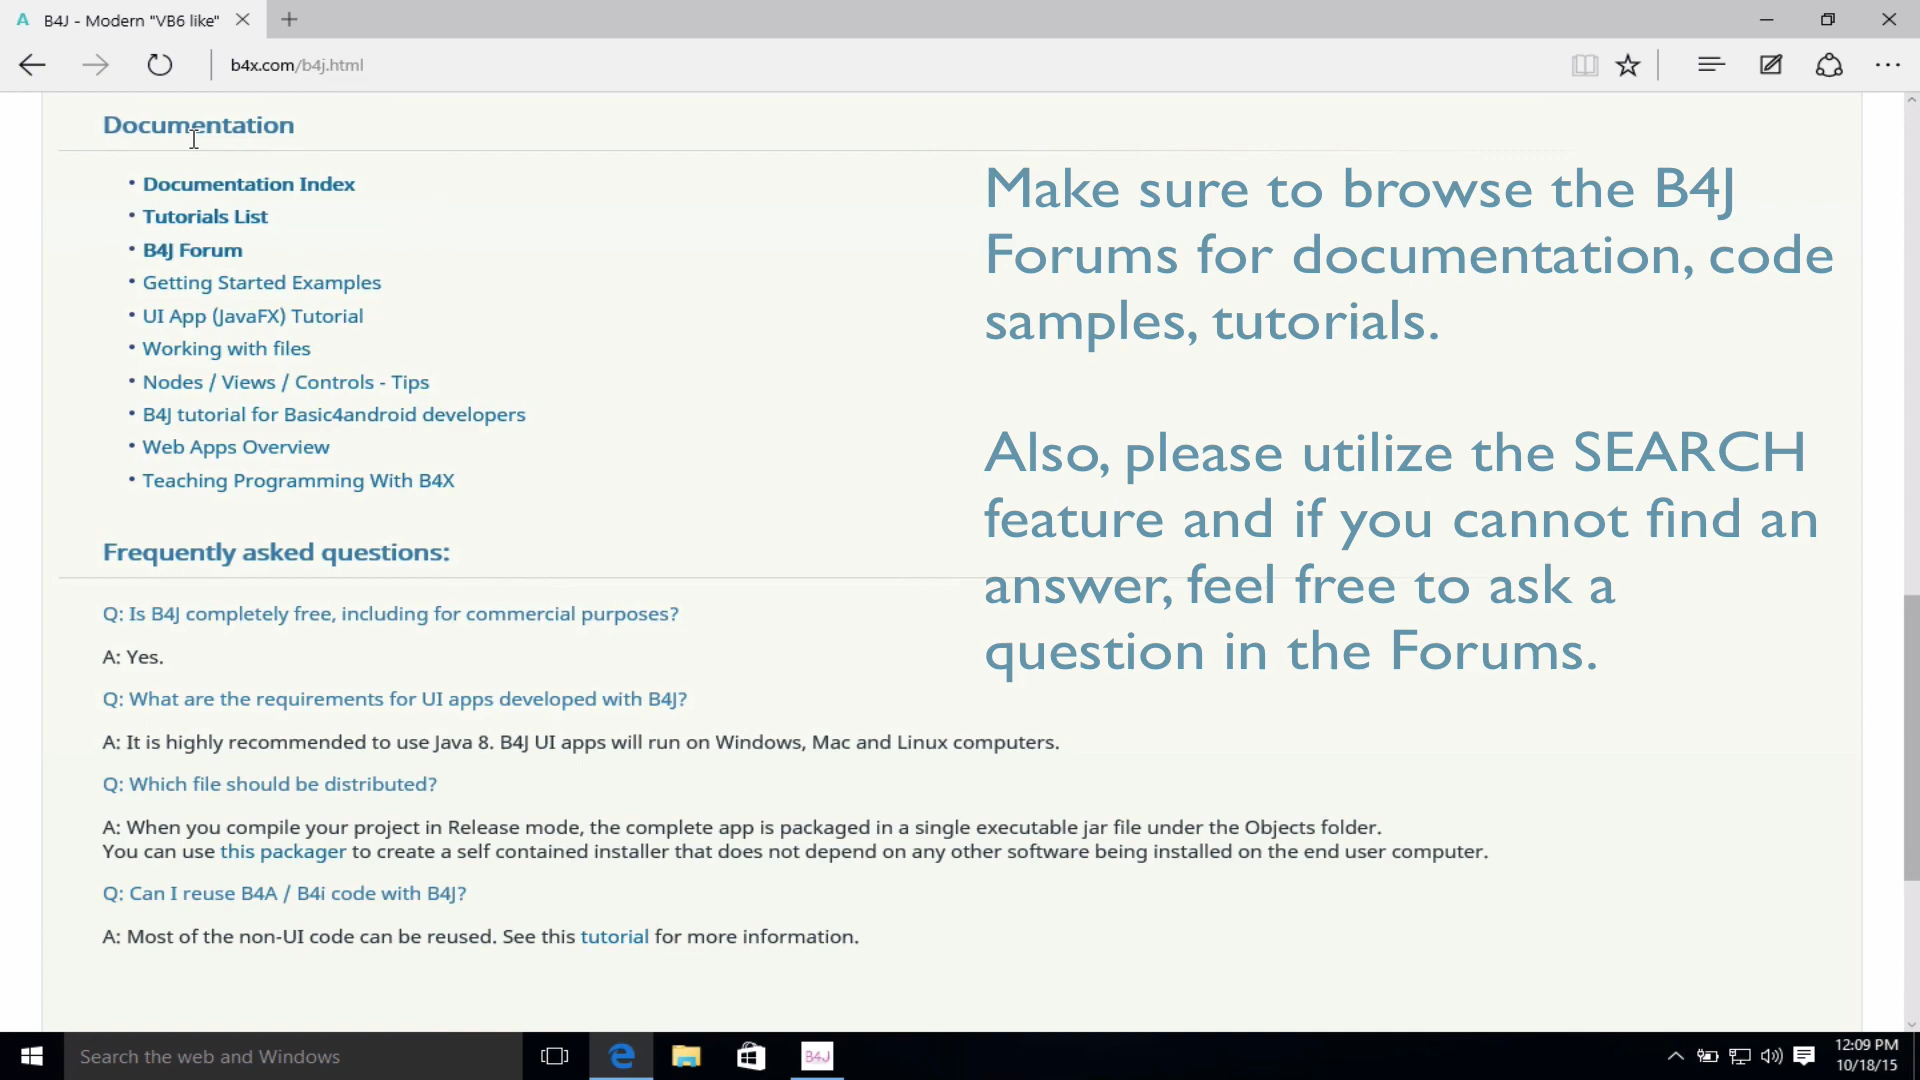 A B4J - Modern "VB6 like"
b4x.com/b4j.html
Documentation
• Documentation Index
• Tutorials List
• B4J Forum
• Getting Started Examples
• UI App (JavaFX) Tutorial
• Working with files
• Nodes / Views / Controls - Tips
• B4J tutorial for Basic4android developers
• Web Apps Overview
• Teaching Programming With B4X
Make sure to browse the B4J
Forums for documentation, code
samples, tutorials.
Also, please utilize the SEARCH
feature and if you cannot find an
answer, feel free to ask a
question in the Forums.
Frequently asked questions:
Q: Is B4J completely free, including for commercial purposes?
A: Yes.
Q: What are the requirements for UI apps developed with B4J?
A: It is highly recommended to use Java 8. B4J UI apps will run on Windows, Mac and Linux computers.
Q: Which file should be distributed?
A: When you compile your project in Release mode, the complete app is packaged in a single executable jar file under the Objects folder.
You can use this packager to create a self contained installer that does not depend on any other software being installed on the end user computer.
Q: Can I reuse B4A / B4i code with B4J?
A: Most of the non-UI code can be reused. See this tutorial for more information.
Search the web and Windows
B4J
12:09 PM
10/18/15